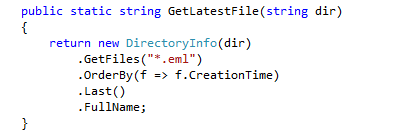 public static string GetLatestFile(string dir)
{
    return new DirectoryInfo(dir)
        .GetFiles("*.eml")
        .OrderBy(f => f.CreationTime)
        .Last()
        .FullName;
}